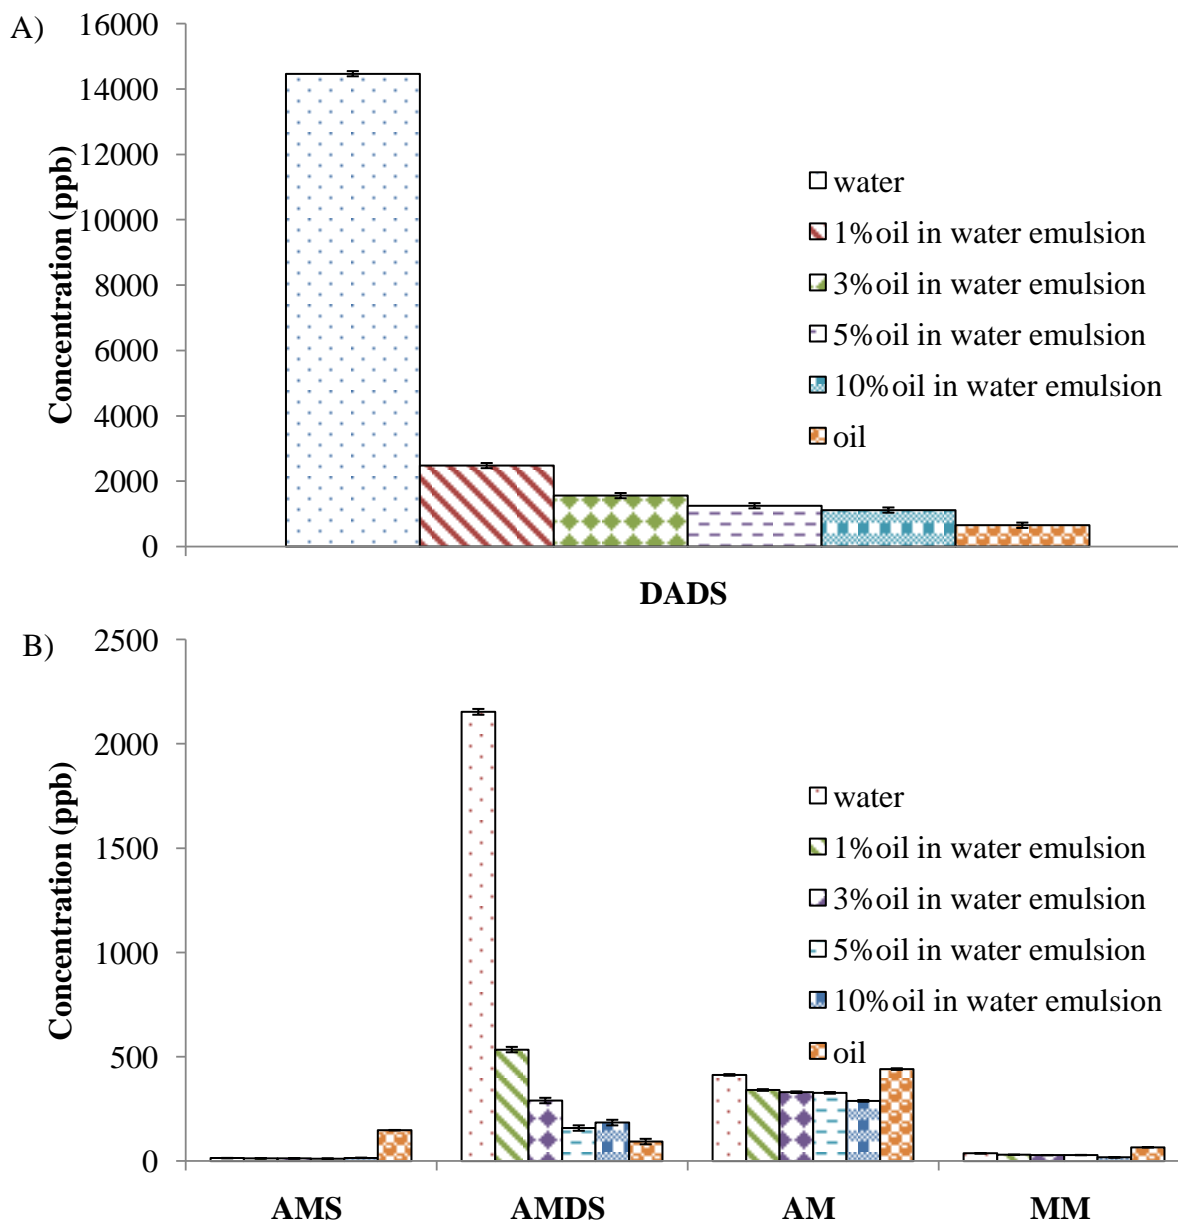 A)
16000
14000
12000
10000
8000
6000
4000
2000
0
Concentration (ppb)
water
1%oil in water emulsion
3%oil in water emulsion
5%oil in water emulsion
10%oil in water emulsion
oil
DADS
B)
2500
2000
1500
1000
500
0
Concentration (ppb)
water
1%oil in water emulsion
3%oil in water emulsion
5%oil in water emulsion
10%oil in water emulsion
oil
AMS AMDS AM MM